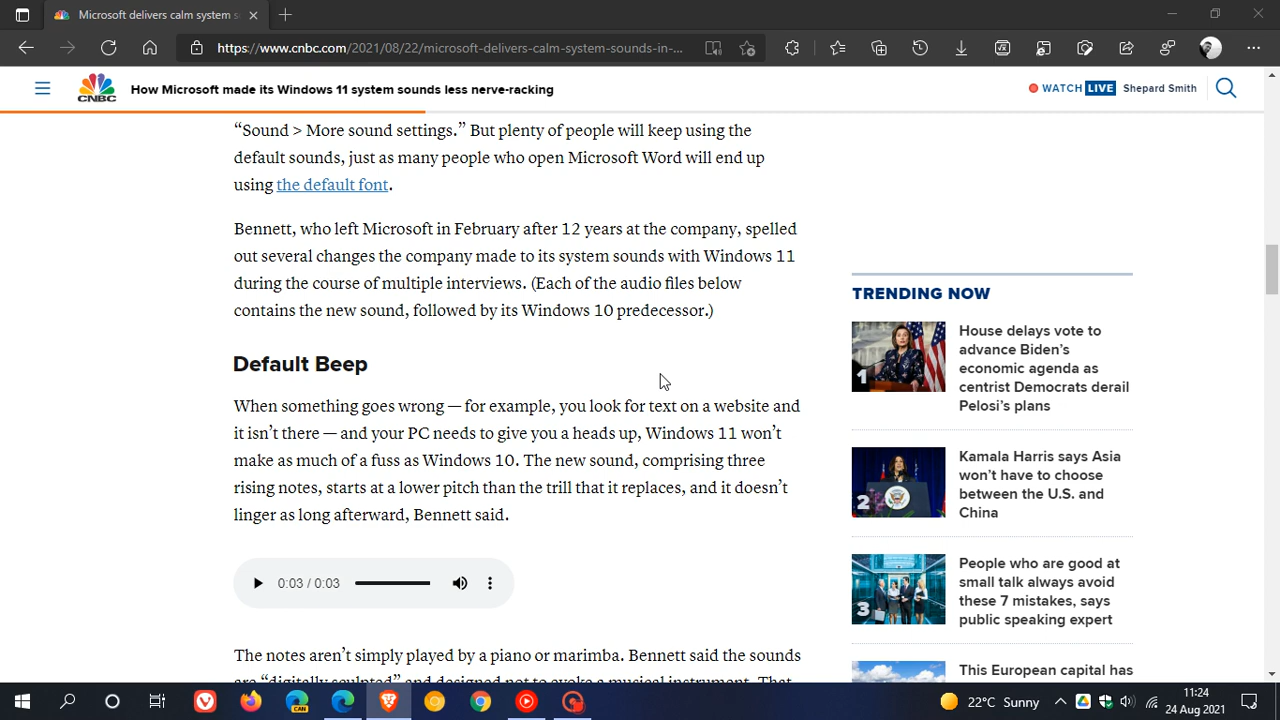 Microsoft delivers calm system s
https://www.cnbc.com/2021/08/22/microsoft-delivers-calm-system-sounds-in-...
CNBC
How Microsoft made its Windows 11 system sounds less nerve-racking
WATCH LIVE Shepard Smith
“Sound > More sound settings.” But plenty of people will keep using the
default sounds, just as many people who open Microsoft Word will end up
using the default font.
Bennett, who left Microsoft in February after 12 years at the company, spelled
out several changes the company made to its system sounds with Windows 11
during the course of multiple interviews. (Each of the audio files below
contains the new sound, followed by its Windows 10 predecessor.)
Default Beep
When something goes wrong — for example, you look for text on a website and
it isn’t there — and your PC needs to give you a heads up, Windows 11 won’t
make as much of a fuss as Windows 10. The new sound, comprising three
rising notes, starts at a lower pitch than the trill that it replaces, and it doesn’t
linger as long afterward, Bennett said.
0:03 / 0:03
The notes aren’t simply played by a piano or marimba. Bennett said the sounds
are “digitally sculpted” and designed not to evoke a musical instrument. That
TRENDING NOW
1
House delays vote to
advance Biden’s
economic agenda as
centrist Democrats derail
Pelosi’s plans
2
Kamala Harris says Asia
won’t have to choose
between the U.S. and
China
3
People who are good at
small talk always avoid
these 7 mistakes, says
public speaking expert
This European capital has
CAN
22°C Sunny
11:24
24 Aug 2021